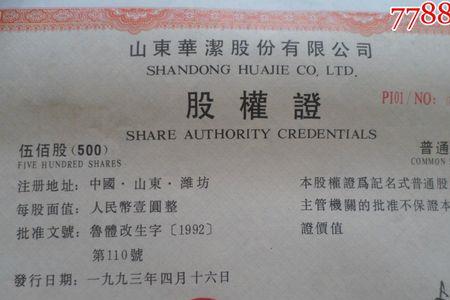 7788
山東華潔股份有限公司
SHANDONG HUAJIE CO, LTD.
股權證
PI01/NO:
SHARE AUTHORITY CREDENTIALS
伍佰股(500)
FIVE HUNDRED SHARES
普通
COMMON
注册地址: 中國·山東·濰坊
每股面值: 人民幣壹圓整
批准文號: 魯體改生字〔1992〕
第110號
發行日期: 一九九三年四月十六日
本股權證爲記名式普通股
主管機關的批准不保證本
證價值